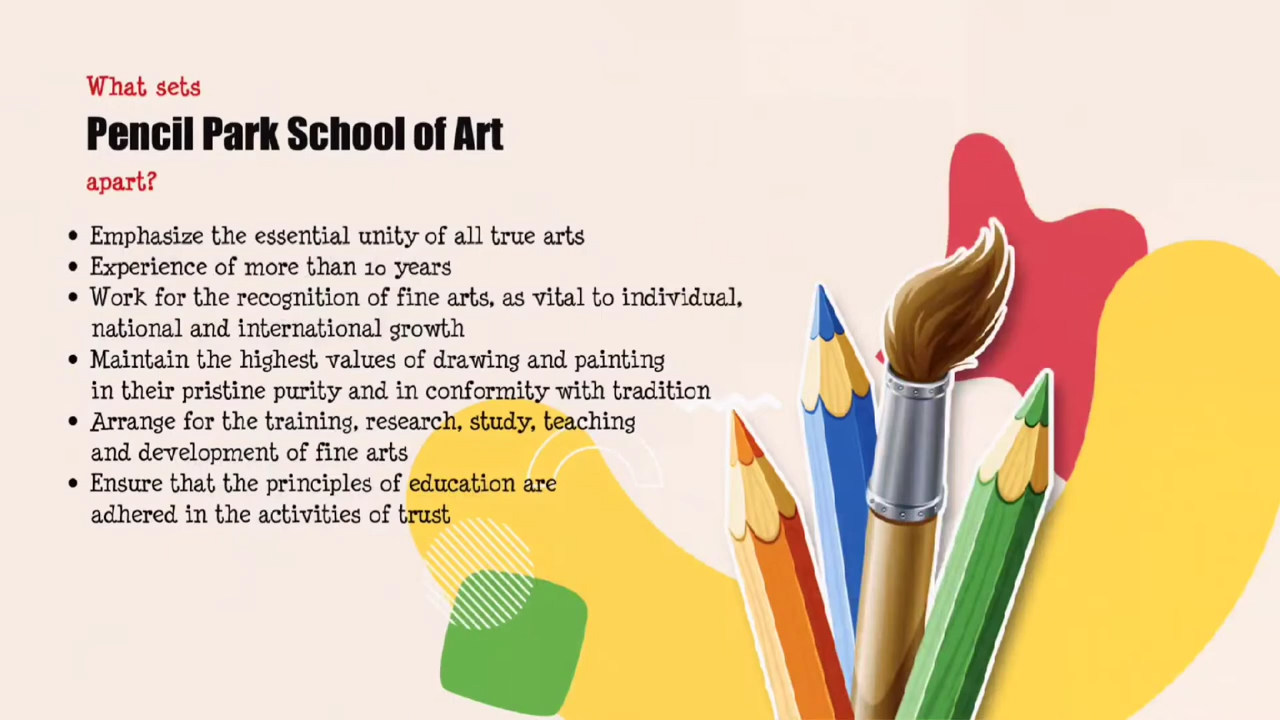 What sets
Pencil Park School of Art
apart?
• Emphasize the essential unity of all true arts
• Experience of more than 10 years
• Work for the recognition of fine arts, as vital to individual,
national and international growth
• Maintain the highest values of drawing and painting
in their pristine purity and in conformity with tradition
• Arrange for the training, research, study, teaching
and development of fine arts
• Ensure that the principles of education are
adhered in the activities of trust